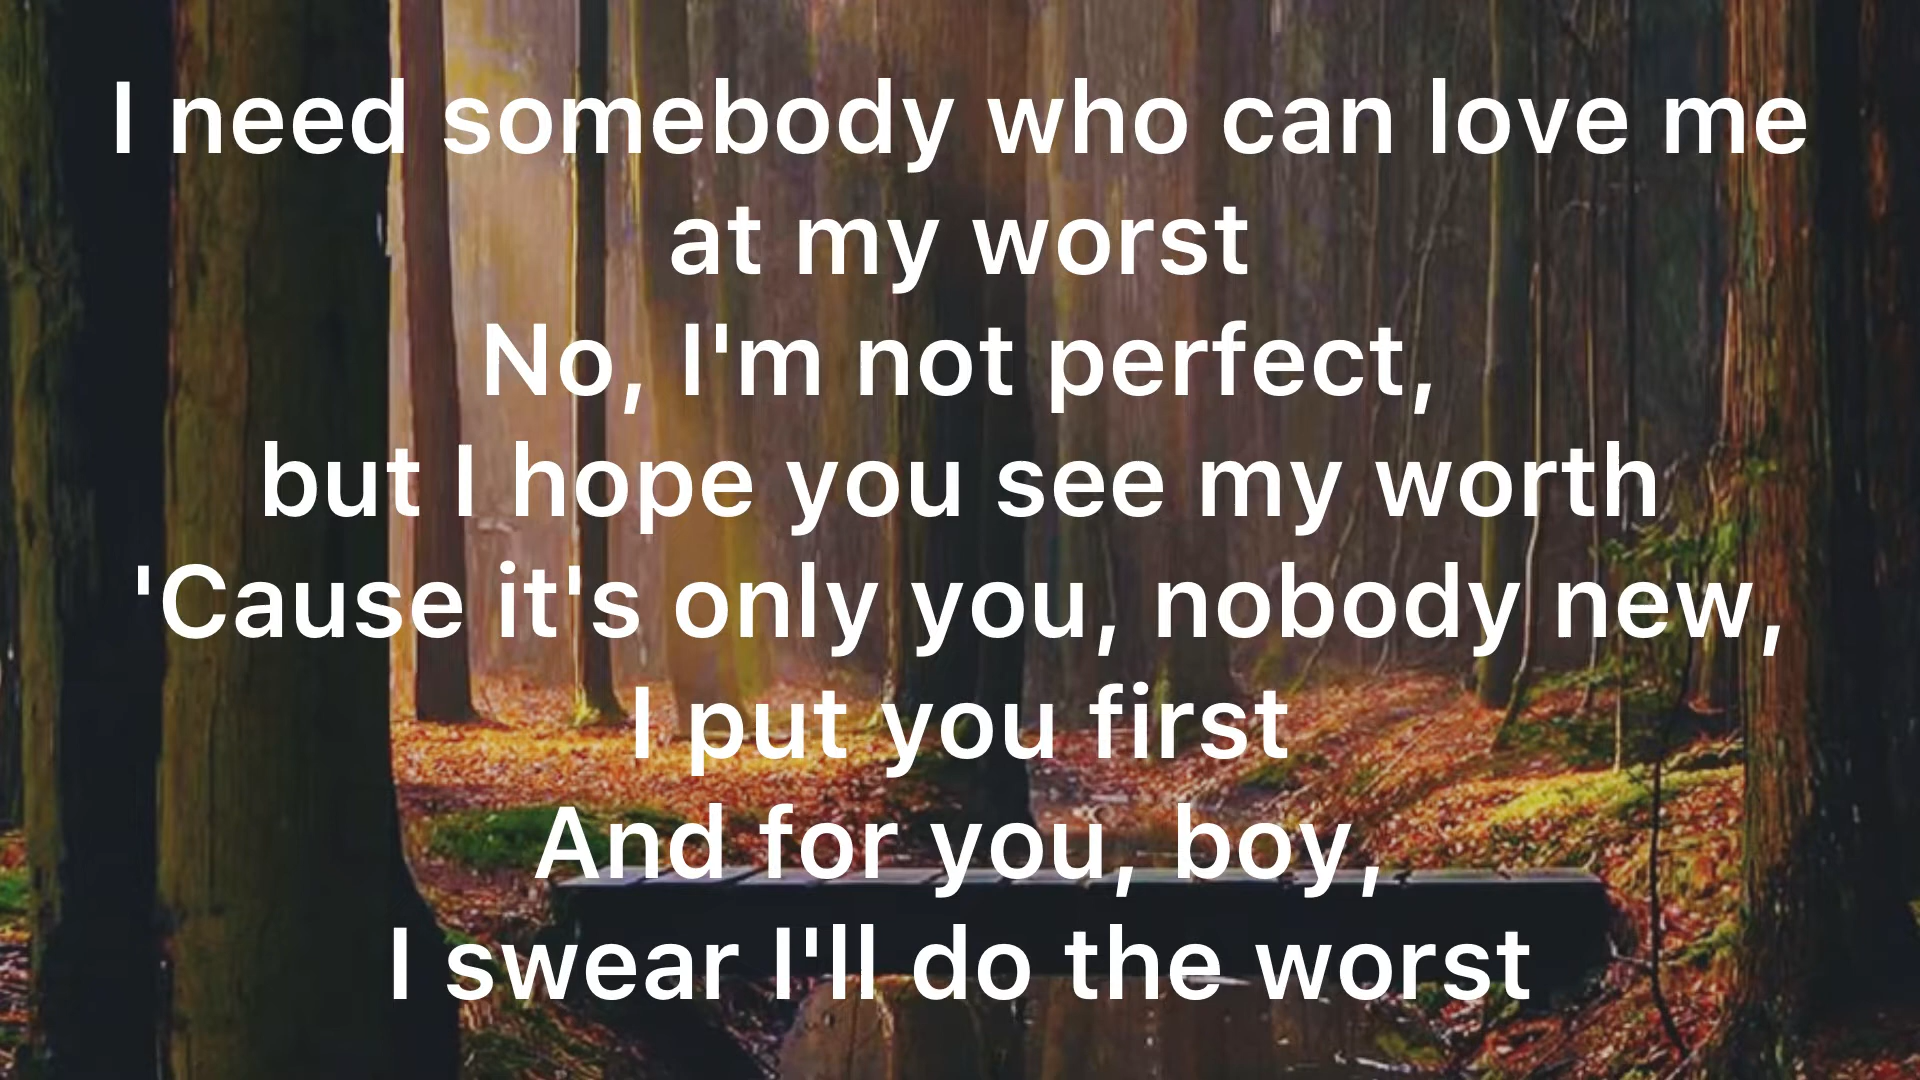 I need somebody who can love me
at my worst
No, I'm not perfect,
but I hope you see my worth
'Cause it's only you, nobody new,
I put you first
And for you, boy,
I swear I'll do the worst